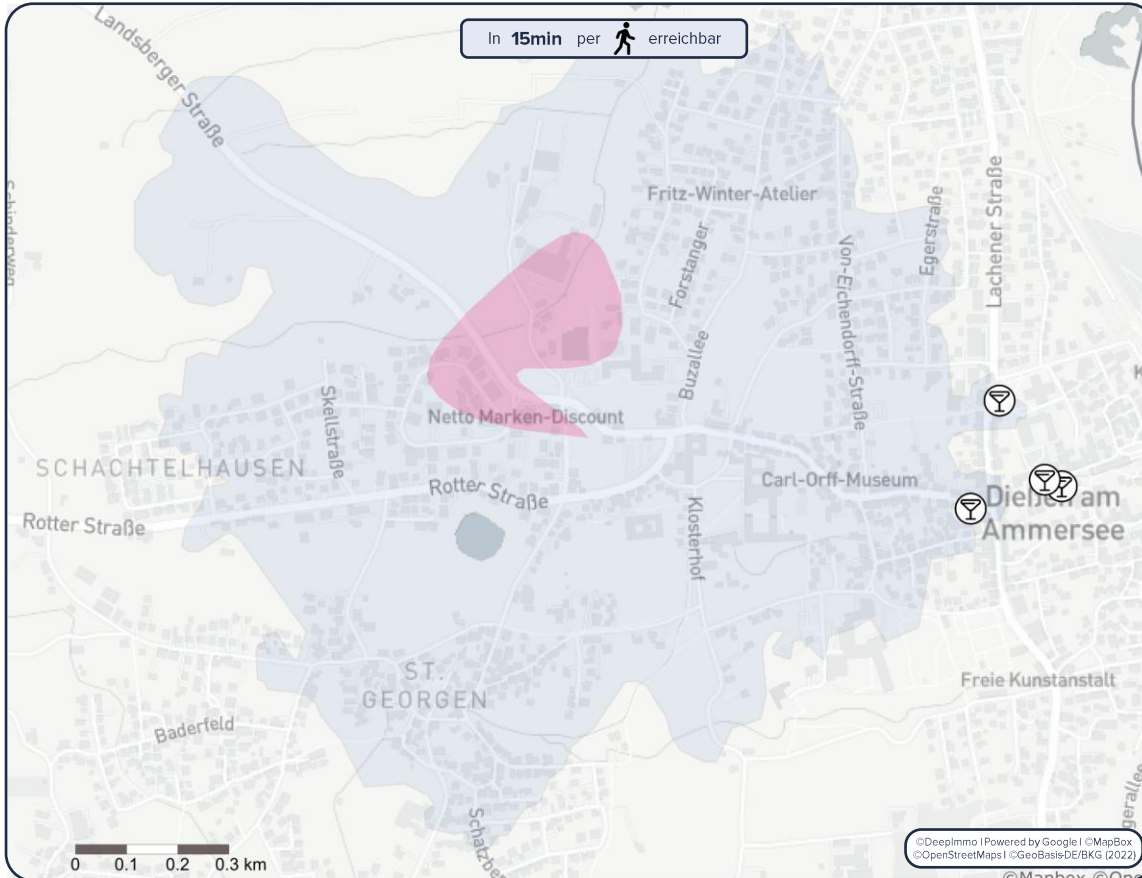 In 15min per erreichbar
Landsberger Straße
Fritz-Winter-Atelier
Forstanger
Buzallee
Von-Eichendorff-Straße
Egerstraße
Lachener Straße
Schinderweg
Skellstraße
Netto Marken-Discount
SCHACHTELHAUSEN
Rotter Straße
Rotter Straße
Carl-Orff-Museum
Klosterhof
Dießen am
Ammersee
ST.
GEORGEN
Freie Kunstanstalt
Baderfeld
0 0.1 0.2 0.3 km
©DeepImmo | Powered by Google | ©MapBox
©OpenStreetMaps | ©GeoBasis-DE/BKG (2022)